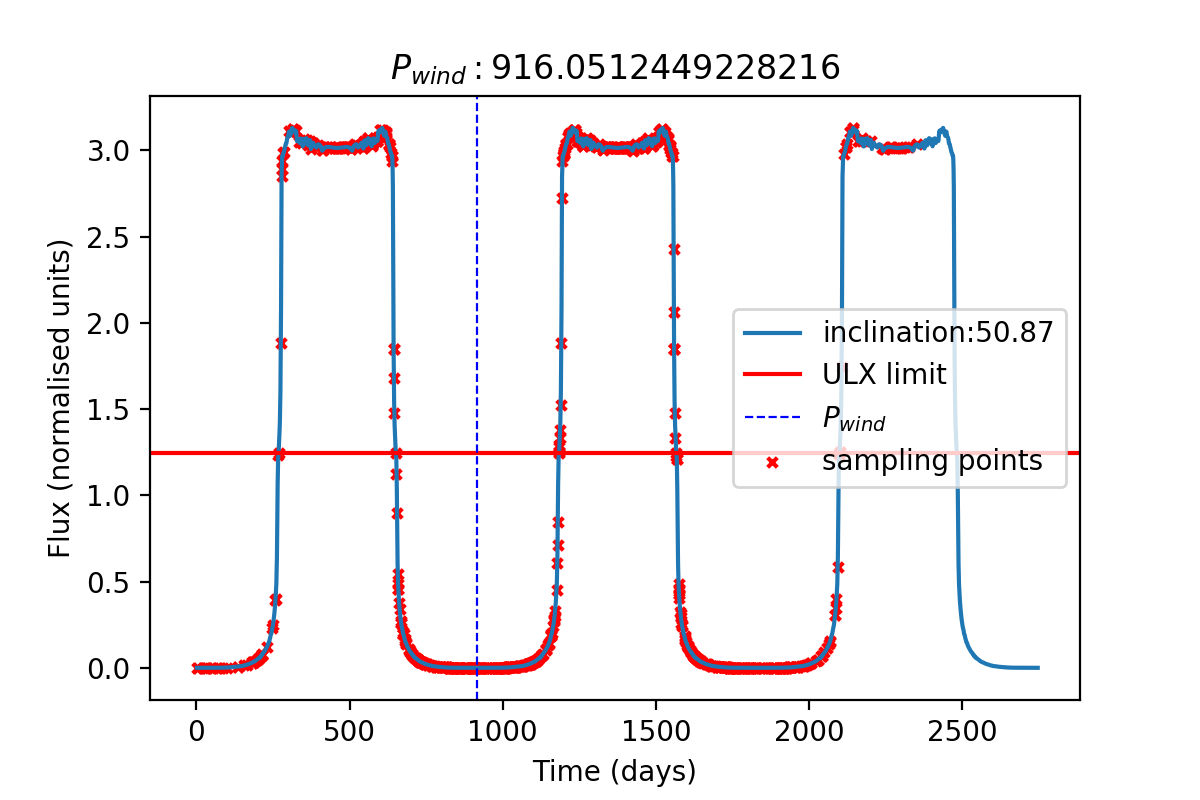 P_wind : 916.0512449228216
Flux (normalised units)
3.0
2.5
2.0
1.5
1.0
0.5
0.0
inclination:50.87
ULX limit
P_wind
sampling points
0 500 1000 1500 2000 2500
Time (days)